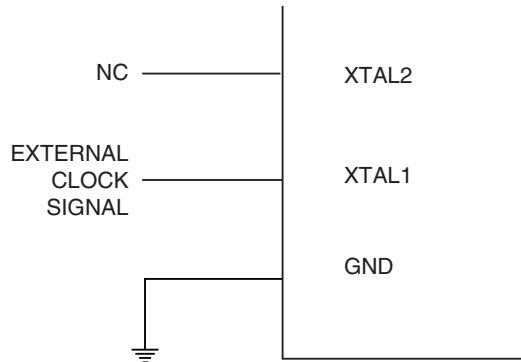 NC
XTAL2
EXTERNAL
CLOCK
SIGNAL
XTAL1
GND